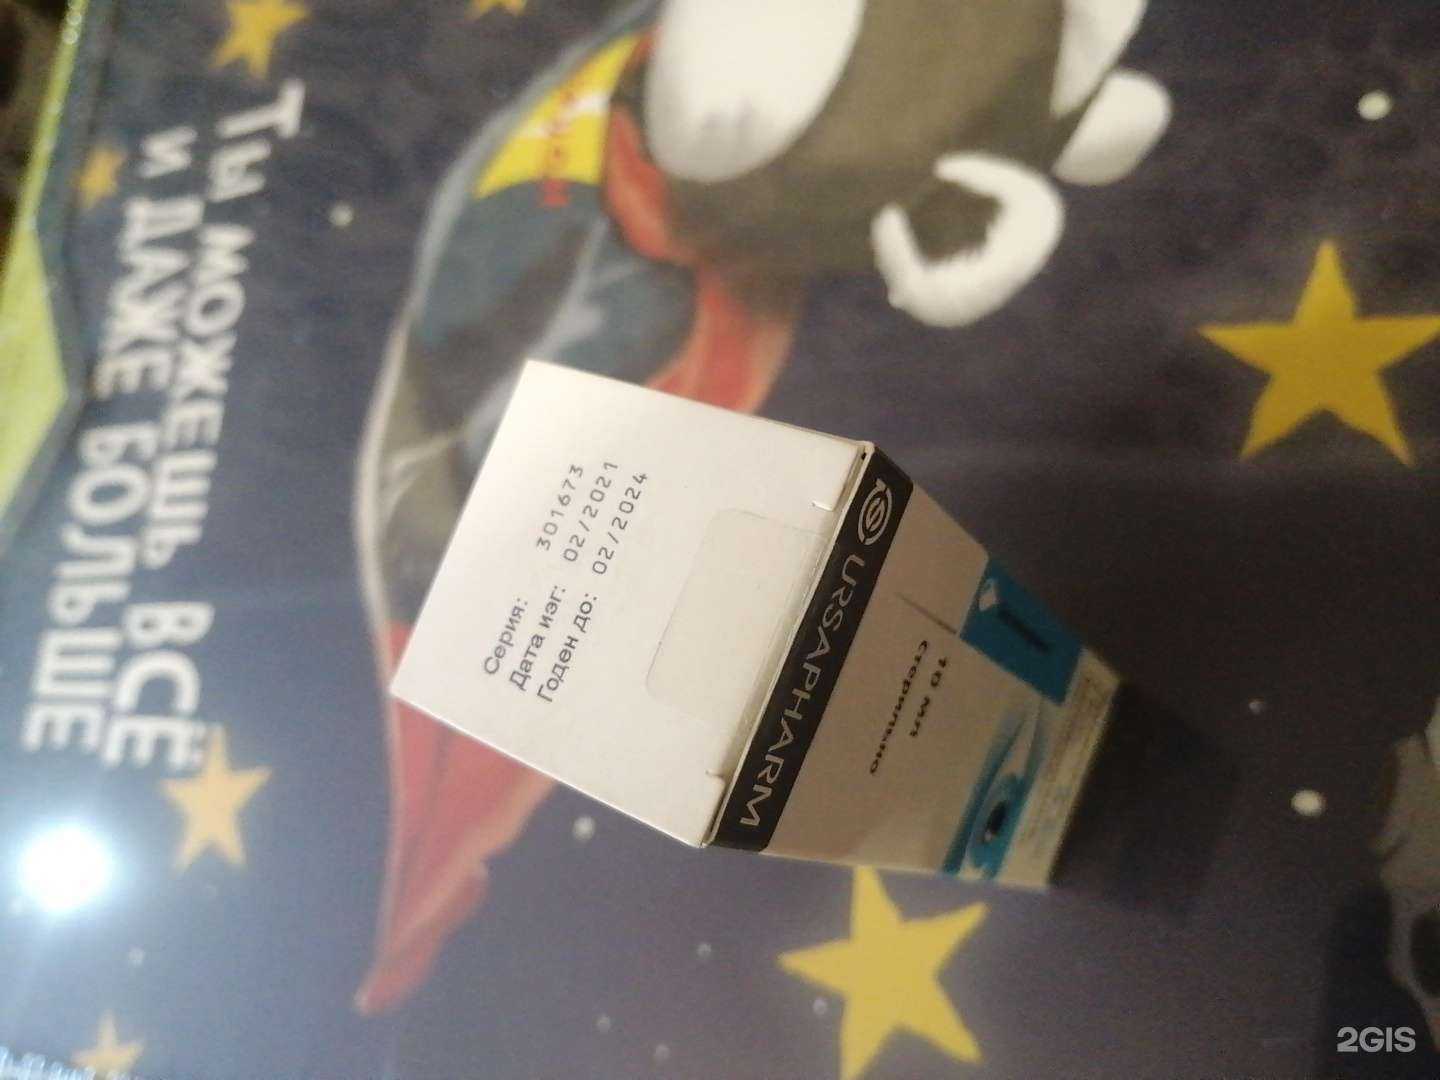 ТЫ МОЖЕШЬ ВСЁ
И ДАЖЕ БОЛЬШЕ
Серия: 301673
Дата изг: 02/2021
Годен до: 02/2024
URSAPHARM
10 мл
Стерильно
2GIS